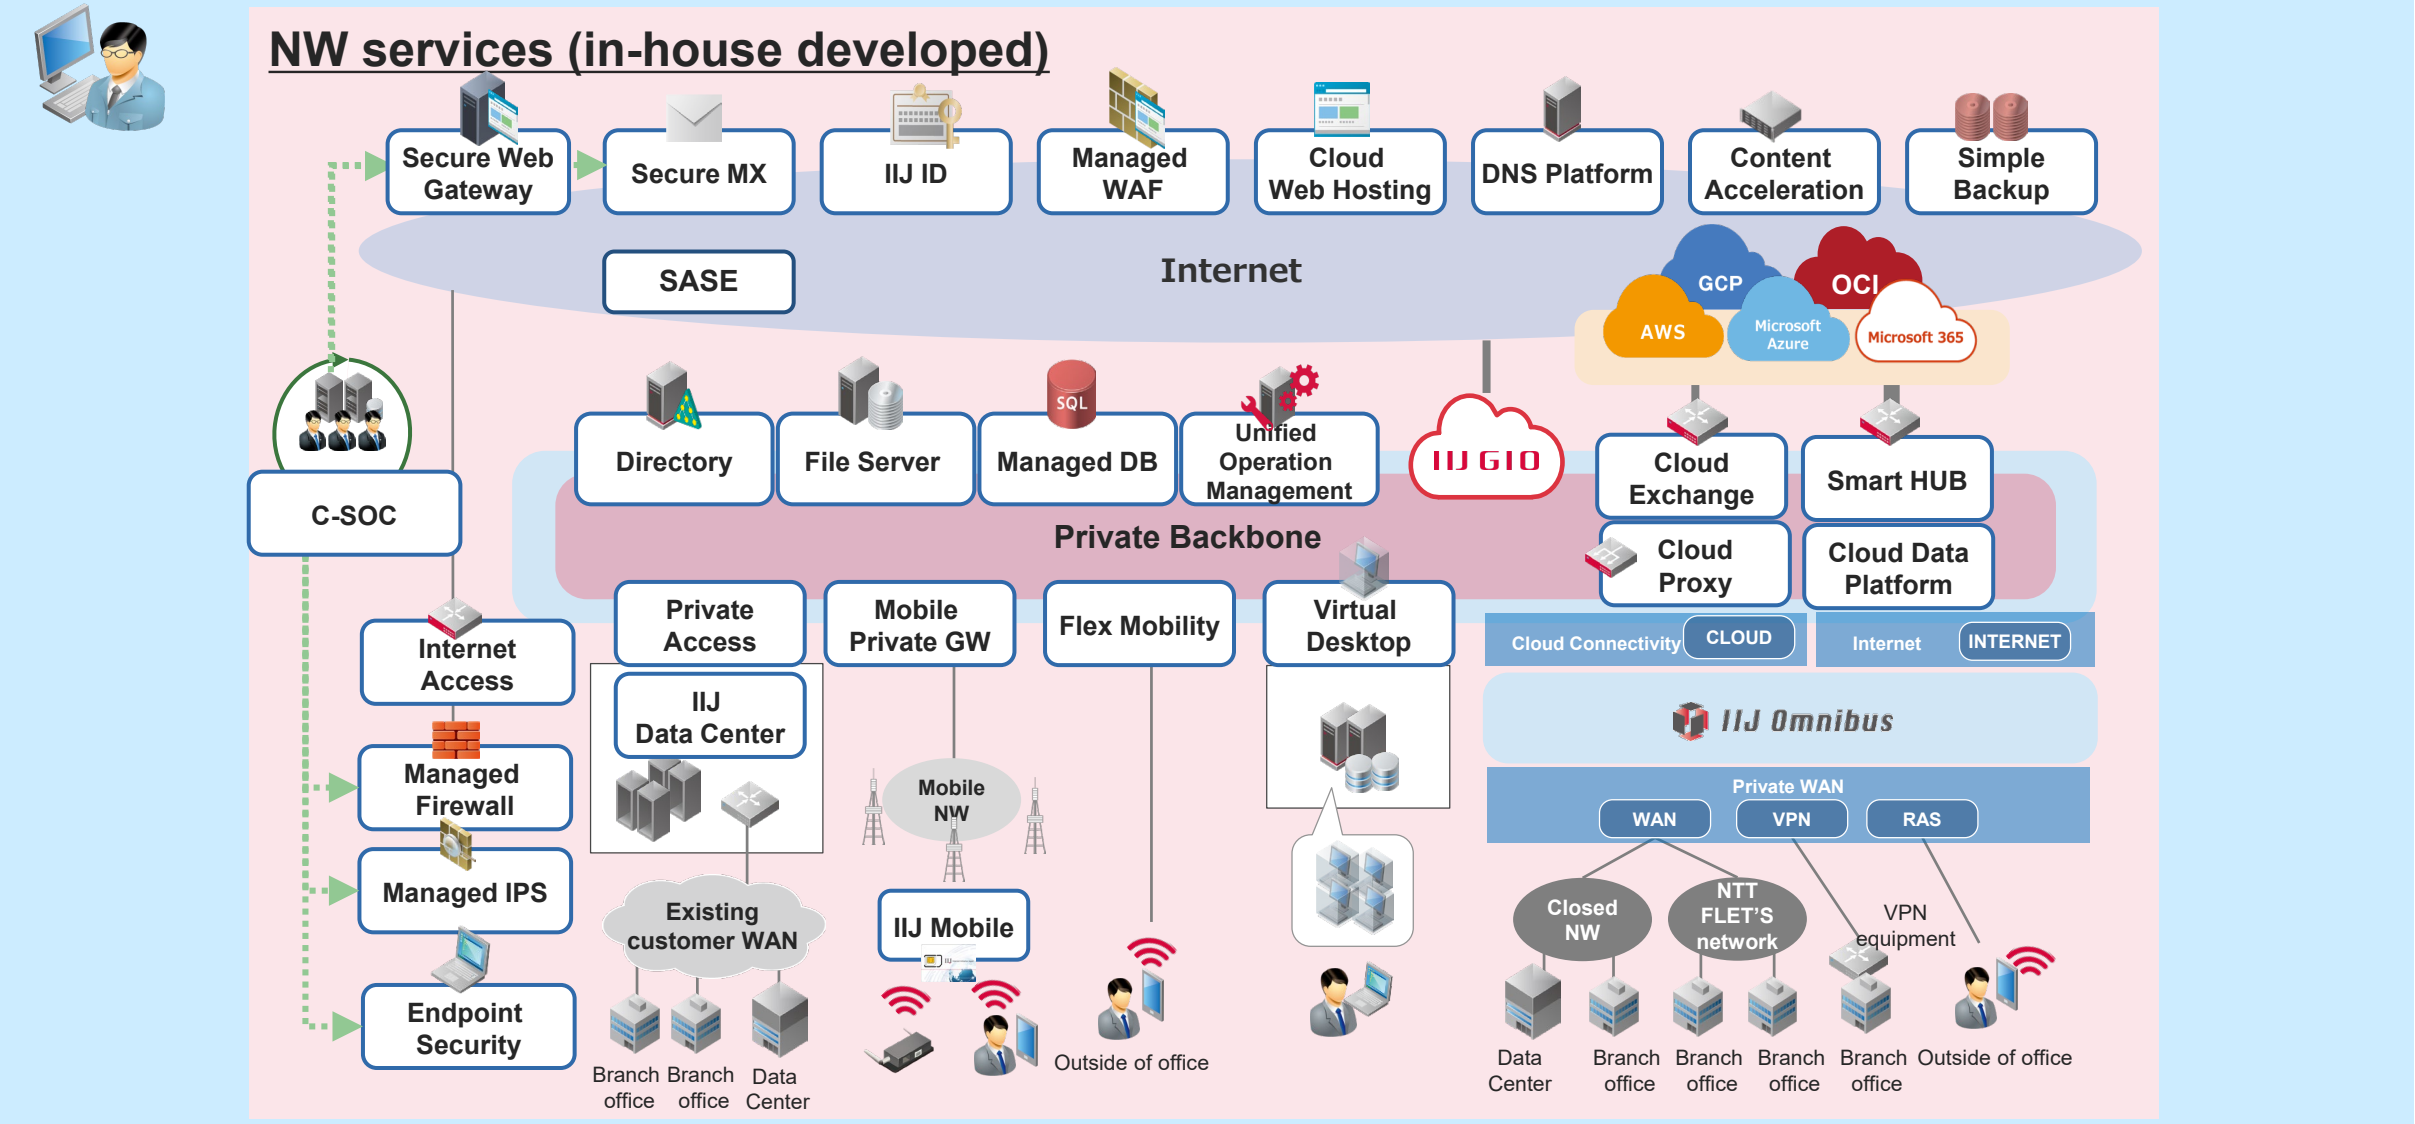 NW services (in-house developed)
Secure Web
Gateway
Secure MX
IIJ ID
Managed
WAF
Cloud
Web Hosting
DNS Platform
Content
Acceleration
Simple
Backup
SASE
Internet
GCP
OCI
AWS
Microsoft
Azure
Microsoft 365
SQL
Directory
File Server
Managed DB
Unified
Operation
Management
IIJ GIO
Cloud
Exchange
Smart HUB
C-SOC
Private Backbone
Cloud
Proxy
Cloud Data
Platform
Internet
Access
Private
Access
Mobile
Private GW
Flex Mobility
Virtual
Desktop
Cloud Connectivity
CLOUD
Internet
INTERNET
IIJ
Data Center
IIJ Omnibus
Managed
Firewall
Mobile
NW
Private WAN
WAN
VPN
RAS
Managed IPS
Existing
customer WAN
IIJ Mobile
IIJ
Closed
NW
NTT
FLET'S
network
VPN
equipment
Endpoint
Security
Branch
office
Branch
office
Data
Center
Outside of office
Data
Center
Branch
office
Branch
office
Branch
office
Branch
office
Outside of office